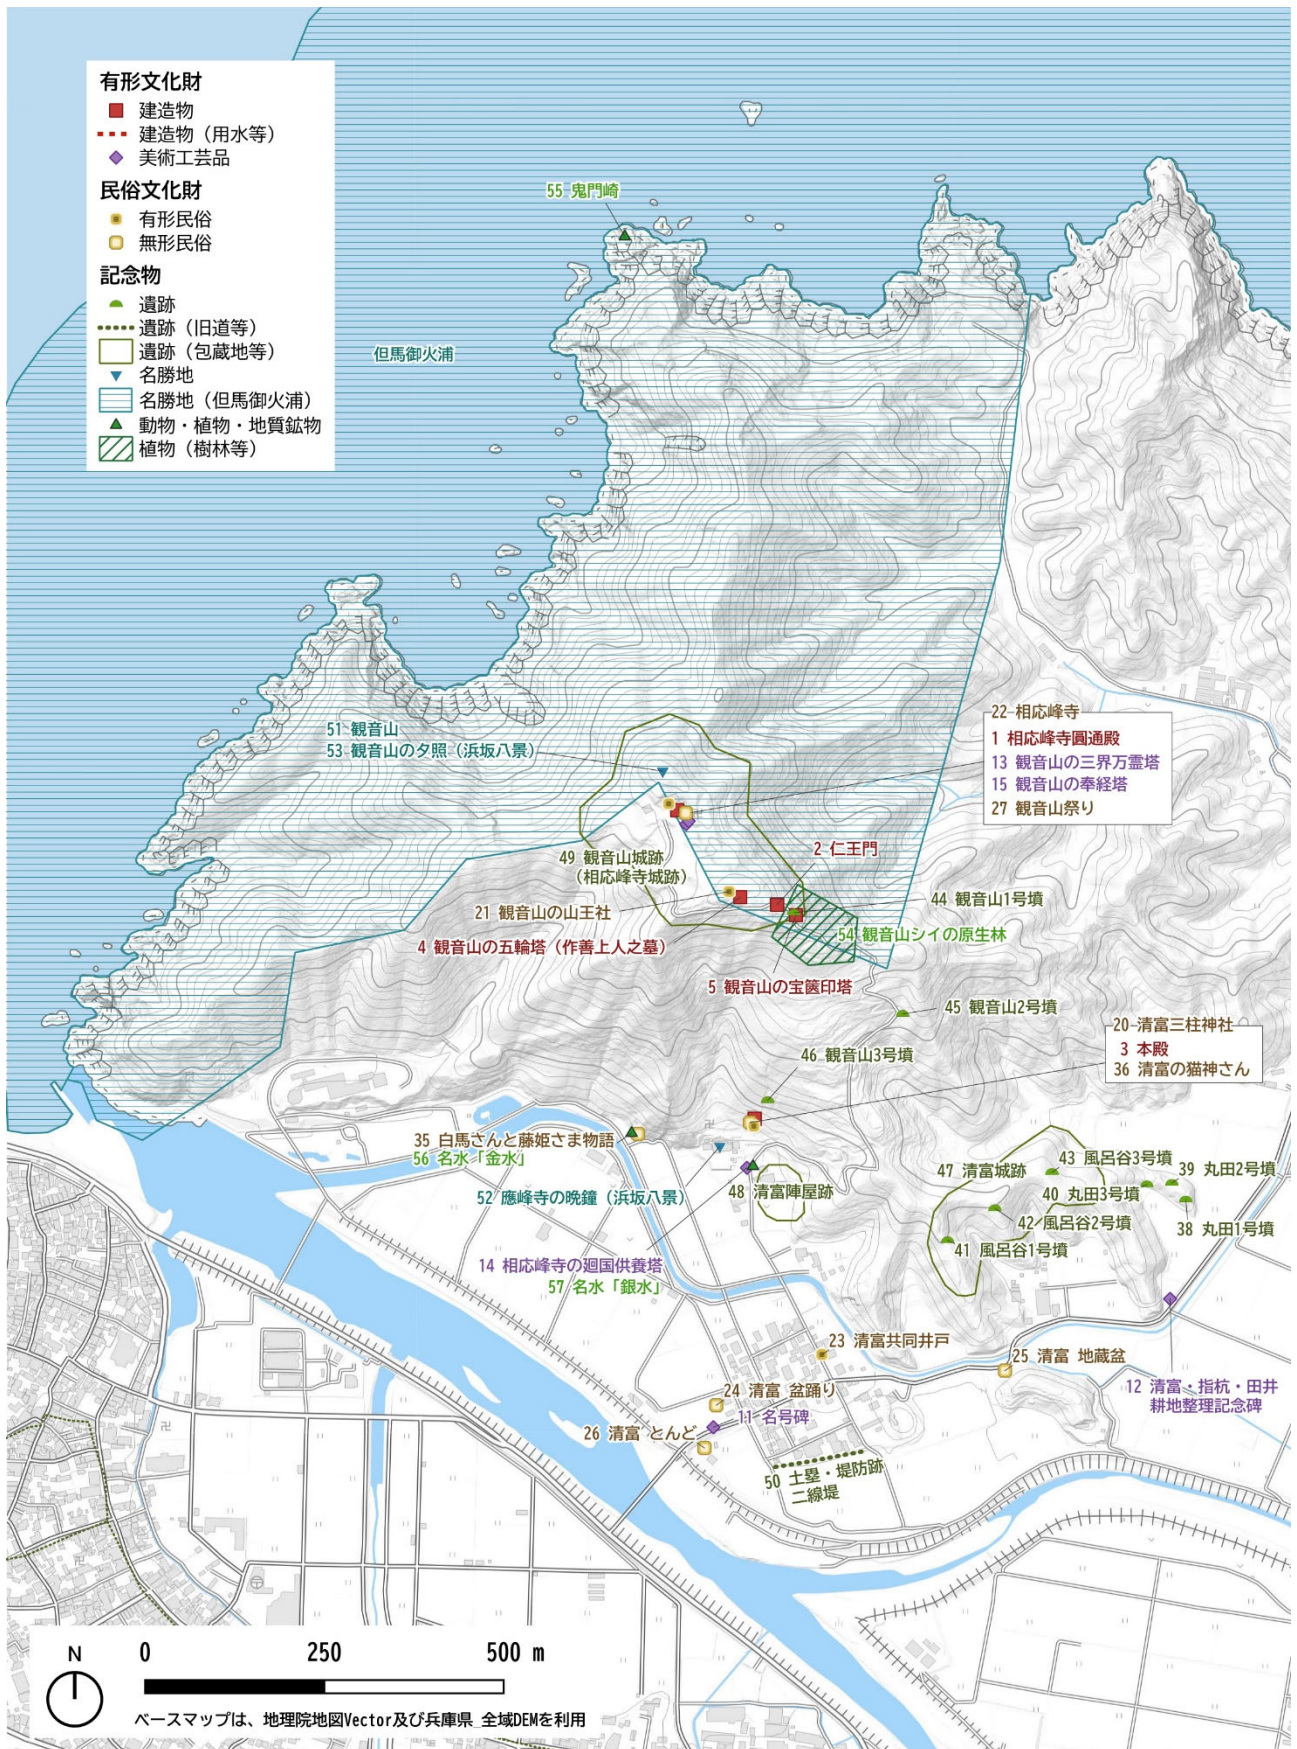 有形文化財
建造物
建造物（用水等）
美術工芸品
民俗文化財
有形民俗
無形民俗
記念物
遺跡
遺跡（旧道等）
遺跡（包蔵地等）
名勝地
名勝地（但馬御火浦）
動物・植物・地質鉱物
植物（樹林等）
55 鬼門崎
但馬御火浦
51 観音山
53 観音山の夕照（浜坂八景）
22 相応峰寺
1 相応峰寺圓通殿
13 観音山の三界万霊塔
15 観音山の奉経塔
27 観音山祭り
2 仁王門
49 観音山城跡
（相応峰寺城跡）
44 観音山1号墳
21 観音山の山王社
54 観音山シイの原生林
4 観音山の五輪塔（作善上人之墓）
5 観音山の宝篋印塔
45 観音山2号墳
20 清富三柱神社
3 本殿
36 清富の猫神さん
46 観音山3号墳
35 白馬さんと藤姫さま物語
56 名水「金水」
43 風呂谷3号墳
47 清富城跡
39 丸田2号墳
48 清富陣屋跡
40 丸田3号墳
52 應峰寺の晩鐘（浜坂八景）
42 風呂谷2号墳
38 丸田1号墳
41 風呂谷1号墳
14 相応峰寺の廻国供養塔
57 名水「銀水」
23 清富共同井戸
25 清富 地蔵盆
24 清富 盆踊り
12 清富・指杭・田井
耕地整理記念碑
11 名号碑
26 清富 とんど
50 土塁・堤防跡
二線堤
N
0 250 500 m
ベースマップは、地理院地図Vector及び兵庫県_全域DEMを利用